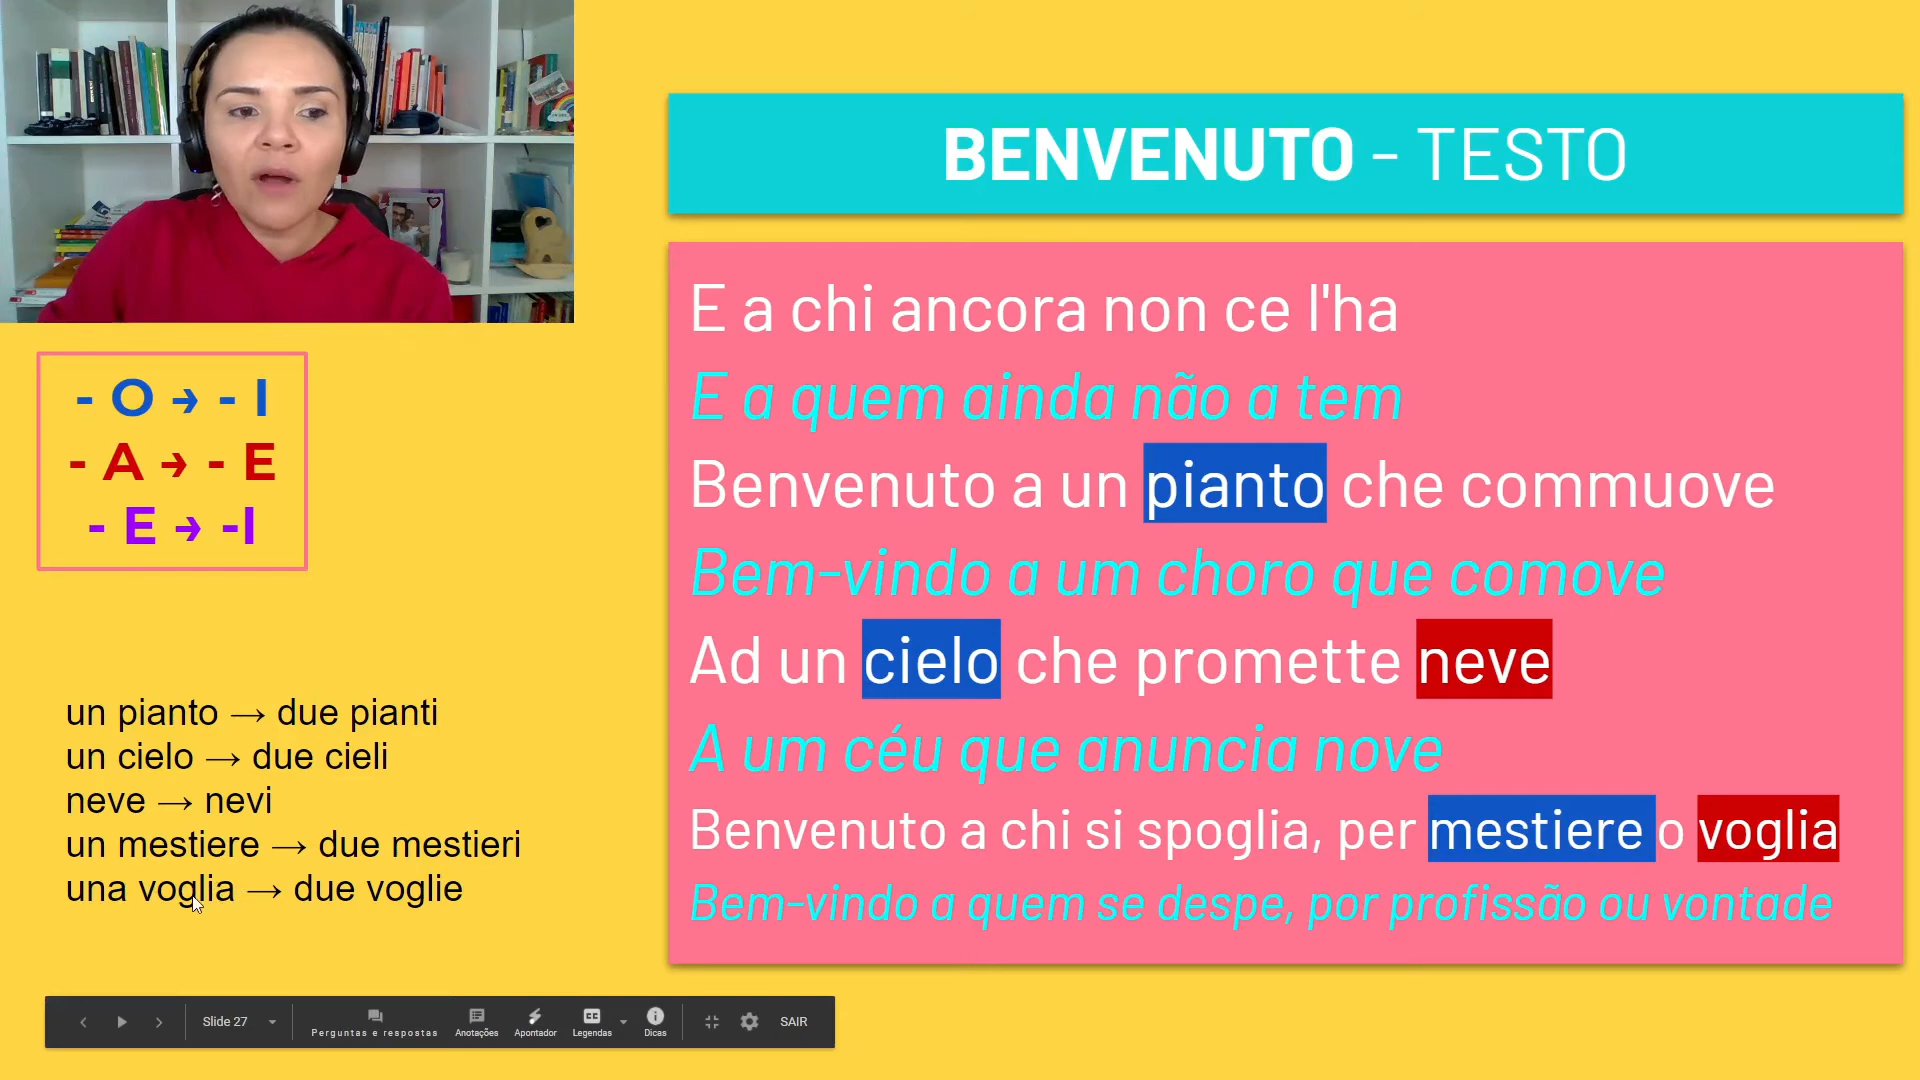 BENVENUTO - TESTO
E a chi ancora non ce l'ha
E a quem ainda não a tem
Benvenuto a un pianto che commuove
Bem-vindo a um choro que comove
Ad un cielo che promette neve
A um céu que anuncia nove
Benvenuto a chi si spoglia, per mestiere o voglia
Bem-vindo a quem se despe, por profissão ou vontade
- O → - I
- A → - E
- E → -I
un pianto → due pianti
un cielo → due cieli
neve → nevi
un mestiere → due mestieri
una voglia → due voglie
Slide 27
Perguntas e respostas
Anotações
Apontador
CC
Legendas
Dicas
SAIR